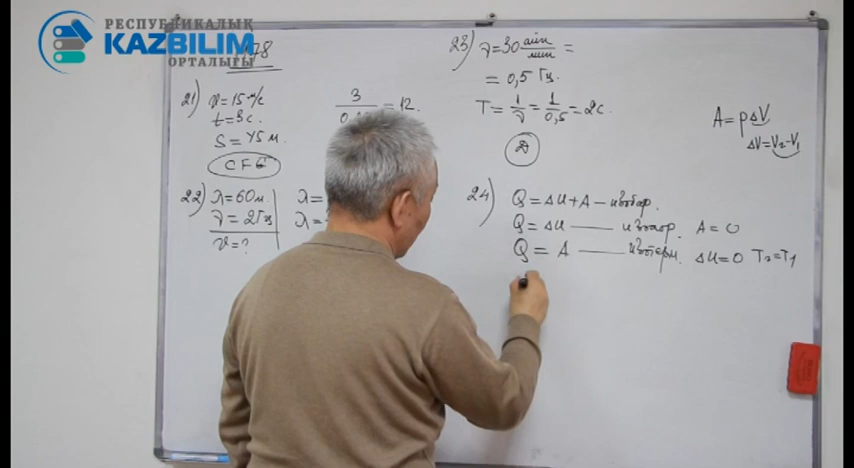 РЕСПУБЛИКАЛЫҚ
KAZBILIM
ОРТАЛЫҒЫ
21) v=15 м/с
t=3с.
S=45 м.
CFG
3
= 12.
22) λ=60м.
ν=2Гц
v=?
λ=
λ=
23) ν=30 айн/мин =
= 0,5 Гц.
T = 1/ν = 1/0,5 = 2с.
A=pΔV
ΔV=V₂-V₁
24) Q=ΔU+A – изобар.
Q=ΔU — изохор. A=0
Q=A — изотерм. ΔU=0 T₂=T₁